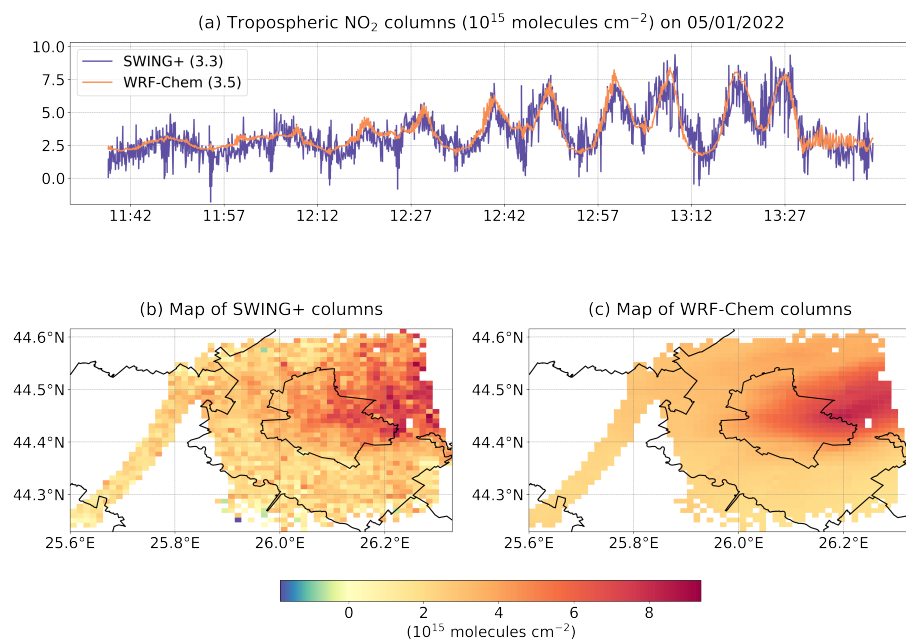 (a) Tropospheric NO₂ columns (10¹⁵ molecules cm⁻²) on 05/01/2022
10.0
7.5
5.0
2.5
0.0
SWING+ (3.3)
WRF-Chem (3.5)
11:42 11:57 12:12 12:27 12:42 12:57 13:12 13:27
(b) Map of SWING+ columns
(c) Map of WRF-Chem columns
44.6°N
44.5°N
44.4°N
44.3°N
25.6°E 25.8°E 26.0°E 26.2°E
44.6°N
44.5°N
44.4°N
44.3°N
25.6°E 25.8°E 26.0°E 26.2°E
0 2 4 6 8
(10¹⁵ molecules cm⁻²)